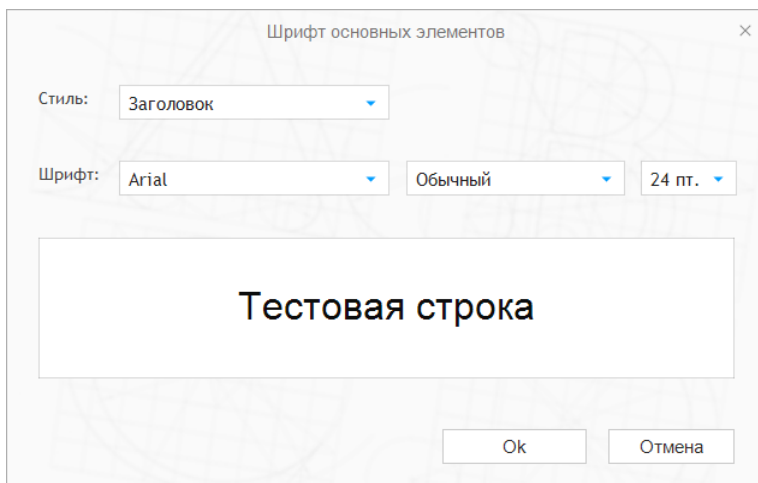 Шрифт основных элементов
Стиль: Заголовок
Шрифт: Arial Обычный 24 пт.
Тестовая строка
Ok Отмена